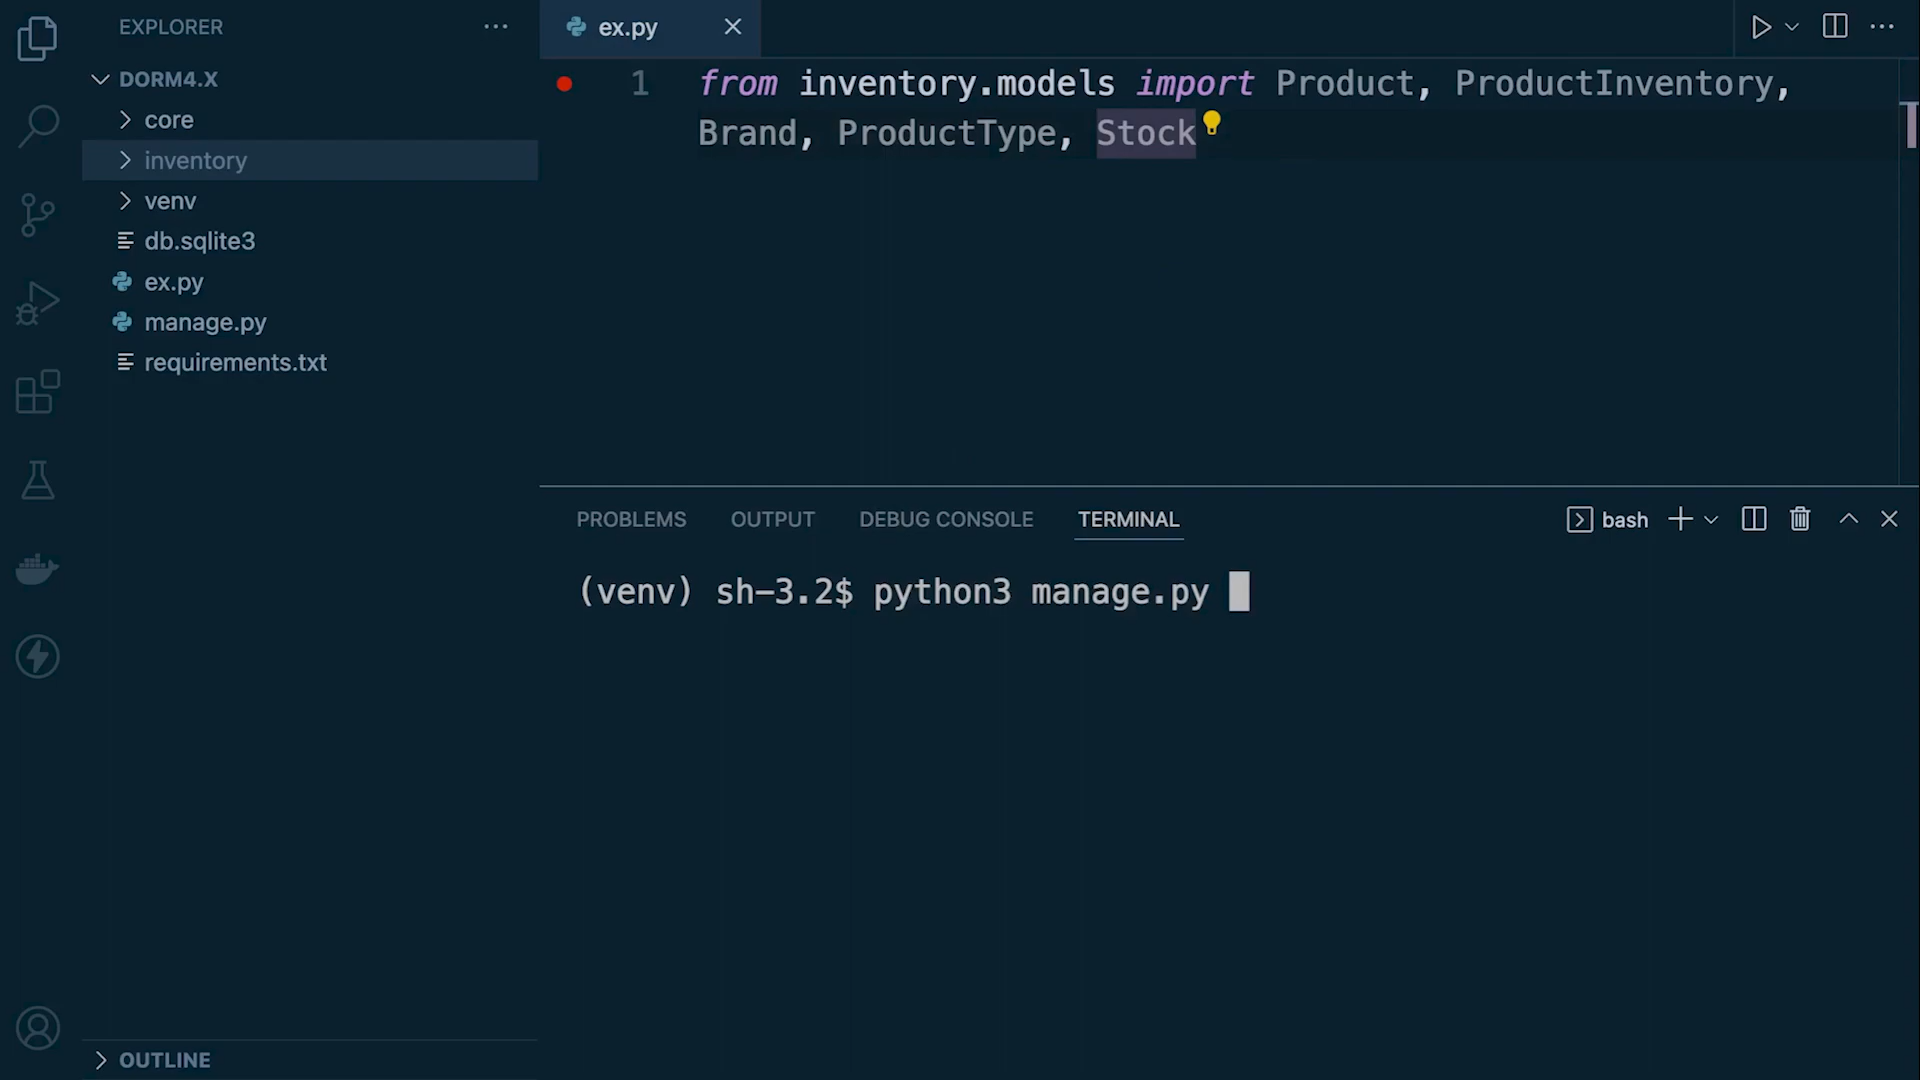 EXPLORER
DORM4.X
core
inventory
venv
db.sqlite3
ex.py
manage.py
requirements.txt
OUTLINE
ex.py
1 from inventory.models import Product, ProductInventory,
Brand, ProductType, Stock
PROBLEMS OUTPUT DEBUG CONSOLE TERMINAL bash
(venv) sh-3.2$ python3 manage.py